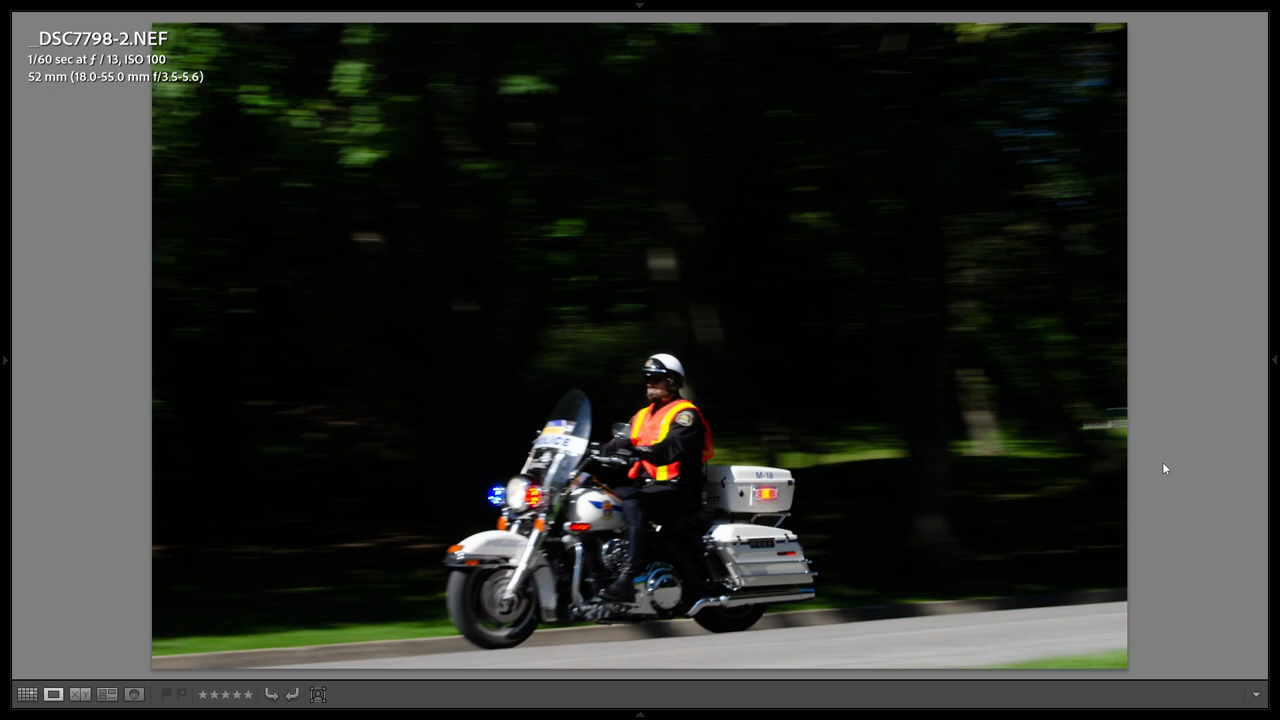 _DSC7798-2.NEF
1/60 sec at ƒ / 13, ISO 100
52 mm (18.0-55.0 mm f/3.5-5.6)
M-18
X Y